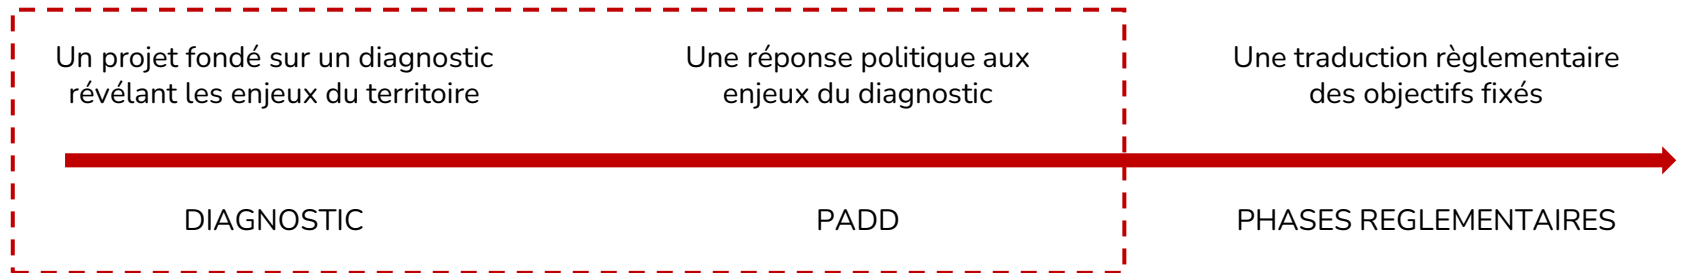 Un projet fondé sur un diagnostic
révélant les enjeux du territoire
Une réponse politique aux
enjeux du diagnostic
Une traduction règlementaire
des objectifs fixés
DIAGNOSTIC
PADD
PHASES REGLEMENTAIRES